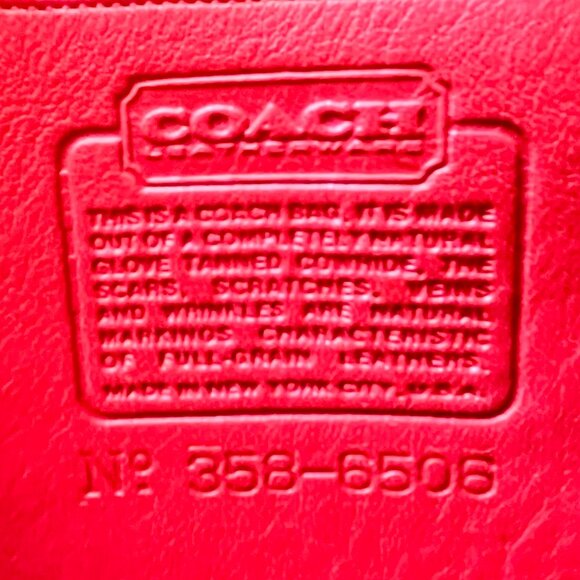 COACH
LEATHERWARE
THIS IS A COACH BAG. IT IS MADE
OUT OF A COMPLETELY NATURAL
GLOVE TANNED COWHIDE, THE
SCARS, SCRATCHES, VEINS
AND WRINKLES ARE NATURAL
MARKINGS CHARACTERISTIC
OF FULL-GRAIN LEATHERS.
MADE IN NEW YORK CITY, U.S.A.
Nº 358-6506